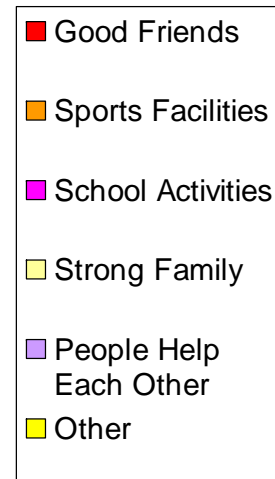 Good Friends
Sports Facilities
School Activities
Strong Family
People Help
Each Other
Other